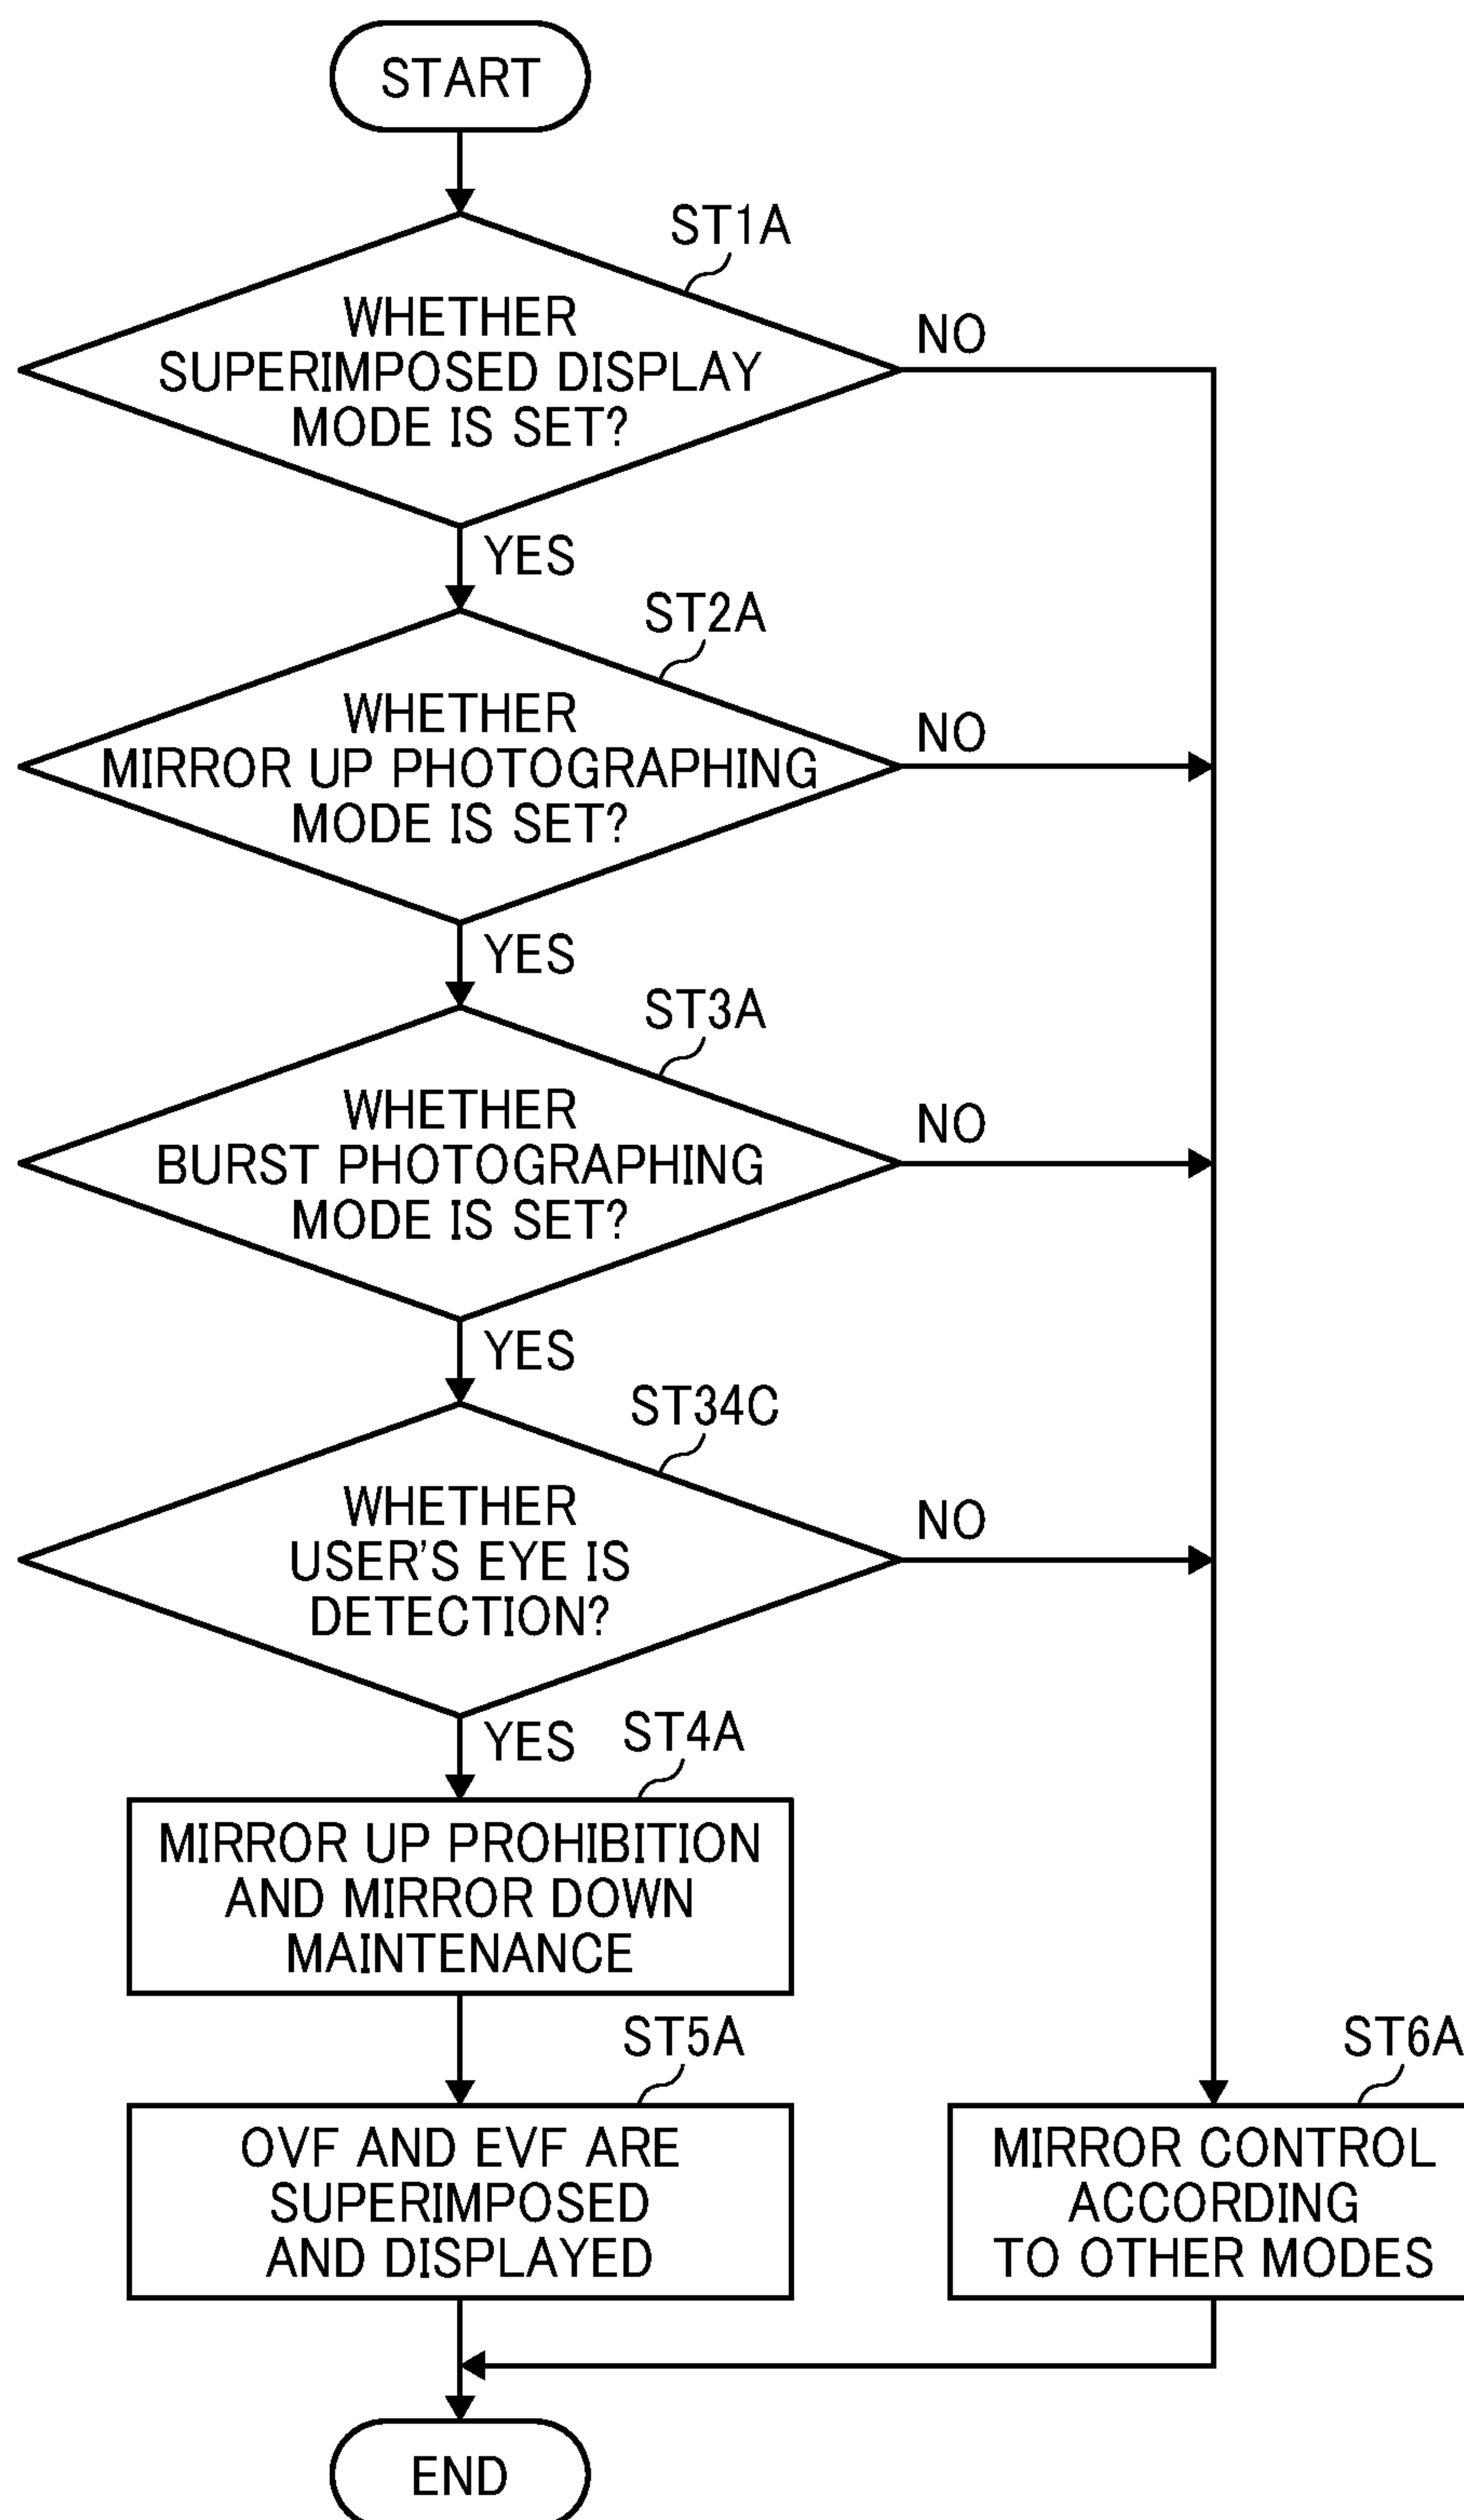 START
ST1A
WHETHER
SUPERIMPOSED DISPLAY
MODE IS SET?
NO
YES
ST2A
WHETHER
MIRROR UP PHOTOGRAPHING
MODE IS SET?
NO
YES
ST3A
WHETHER
BURST PHOTOGRAPHING
MODE IS SET?
NO
YES
ST34C
WHETHER
USER'S EYE IS
DETECTION?
NO
YES
ST4A
MIRROR UP PROHIBITION
AND MIRROR DOWN
MAINTENANCE
ST5A
OVF AND EVF ARE
SUPERIMPOSED
AND DISPLAYED
ST6A
MIRROR CONTROL
ACCORDING
TO OTHER MODES
END